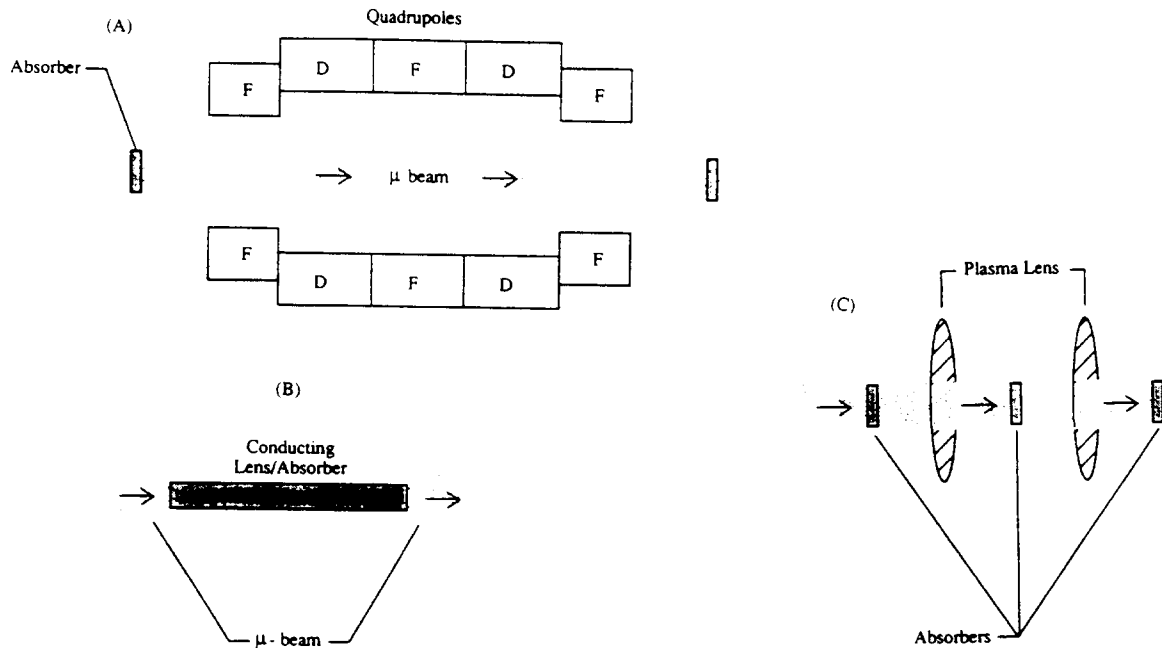 (A)
Quadrupoles
Absorber
F D F D F
→ μ beam →
F D F D F
(B)
Conducting
Lens/Absorber
μ - beam
Plasma Lens
(C)
Absorbers